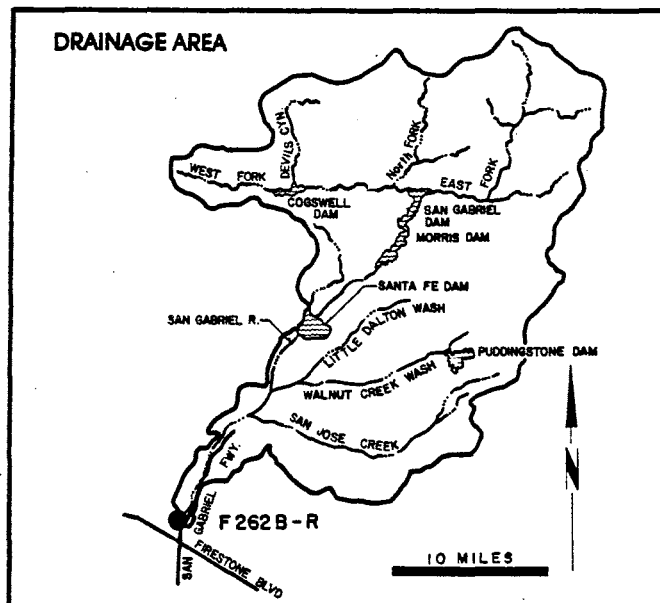 DRAINAGE AREA
DEVILS CYN.
North FORK
WEST FORK
EAST FORK
COGSWELL
DAM
SAN GABRIEL
DAM
MORRIS DAM
SANTA FE DAM
SAN GABRIEL R.
LITTLE DALTON WASH
PUDDINGSTONE DAM
WALNUT CREEK WASH
SAN JOSE CREEK
SAN GABRIEL FWY.
F 262 B - R
FIRESTONE BLVD
N
10 MILES